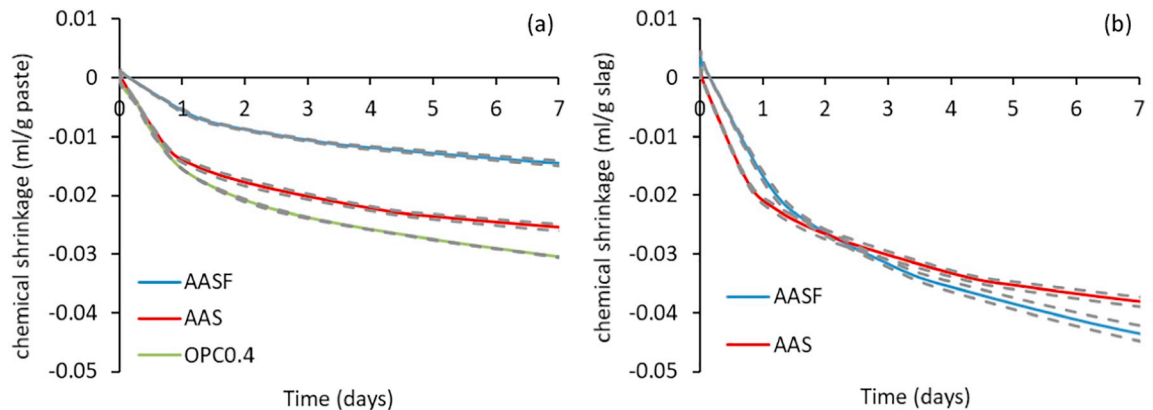 (a)
chemical shrinkage (ml/g paste)
0.01
0
-0.01
-0.02
-0.03
-0.04
-0.05
0 1 2 3 4 5 6 7
AASF
AAS
OPC0.4
Time (days)
(b)
chemical shrinkage (ml/g slag)
0.01
0
-0.01
-0.02
-0.03
-0.04
-0.05
0 1 2 3 4 5 6 7
AASF
AAS
Time (days)